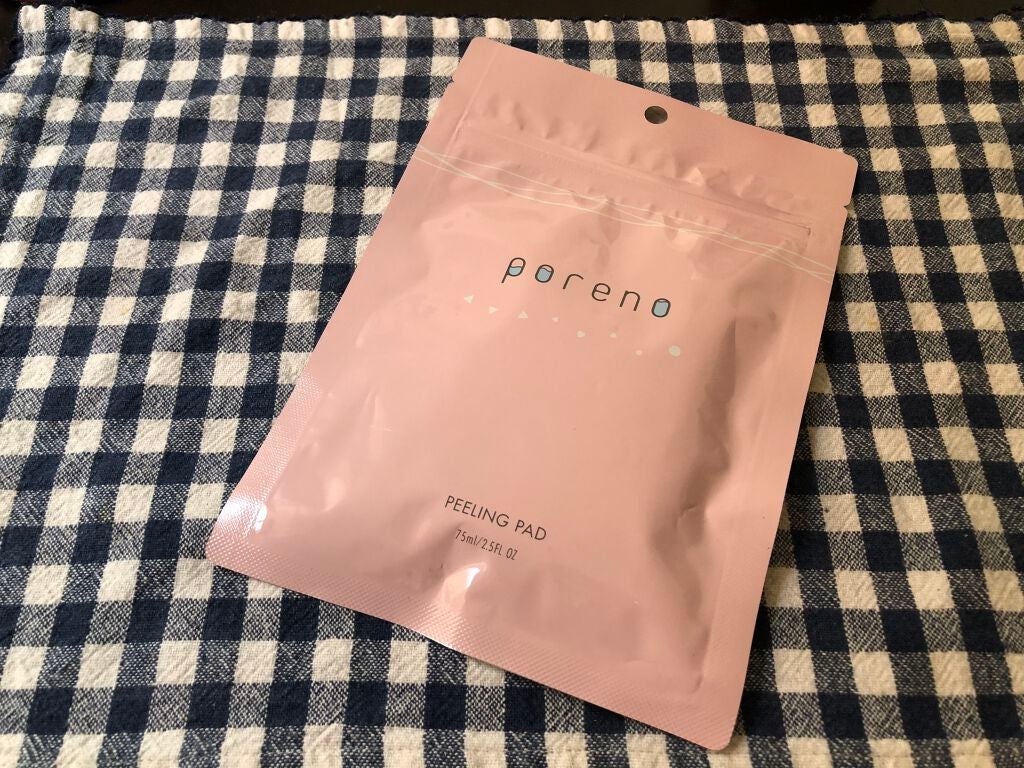 poreno
PEELING PAD
75ml/2.5FL OZ